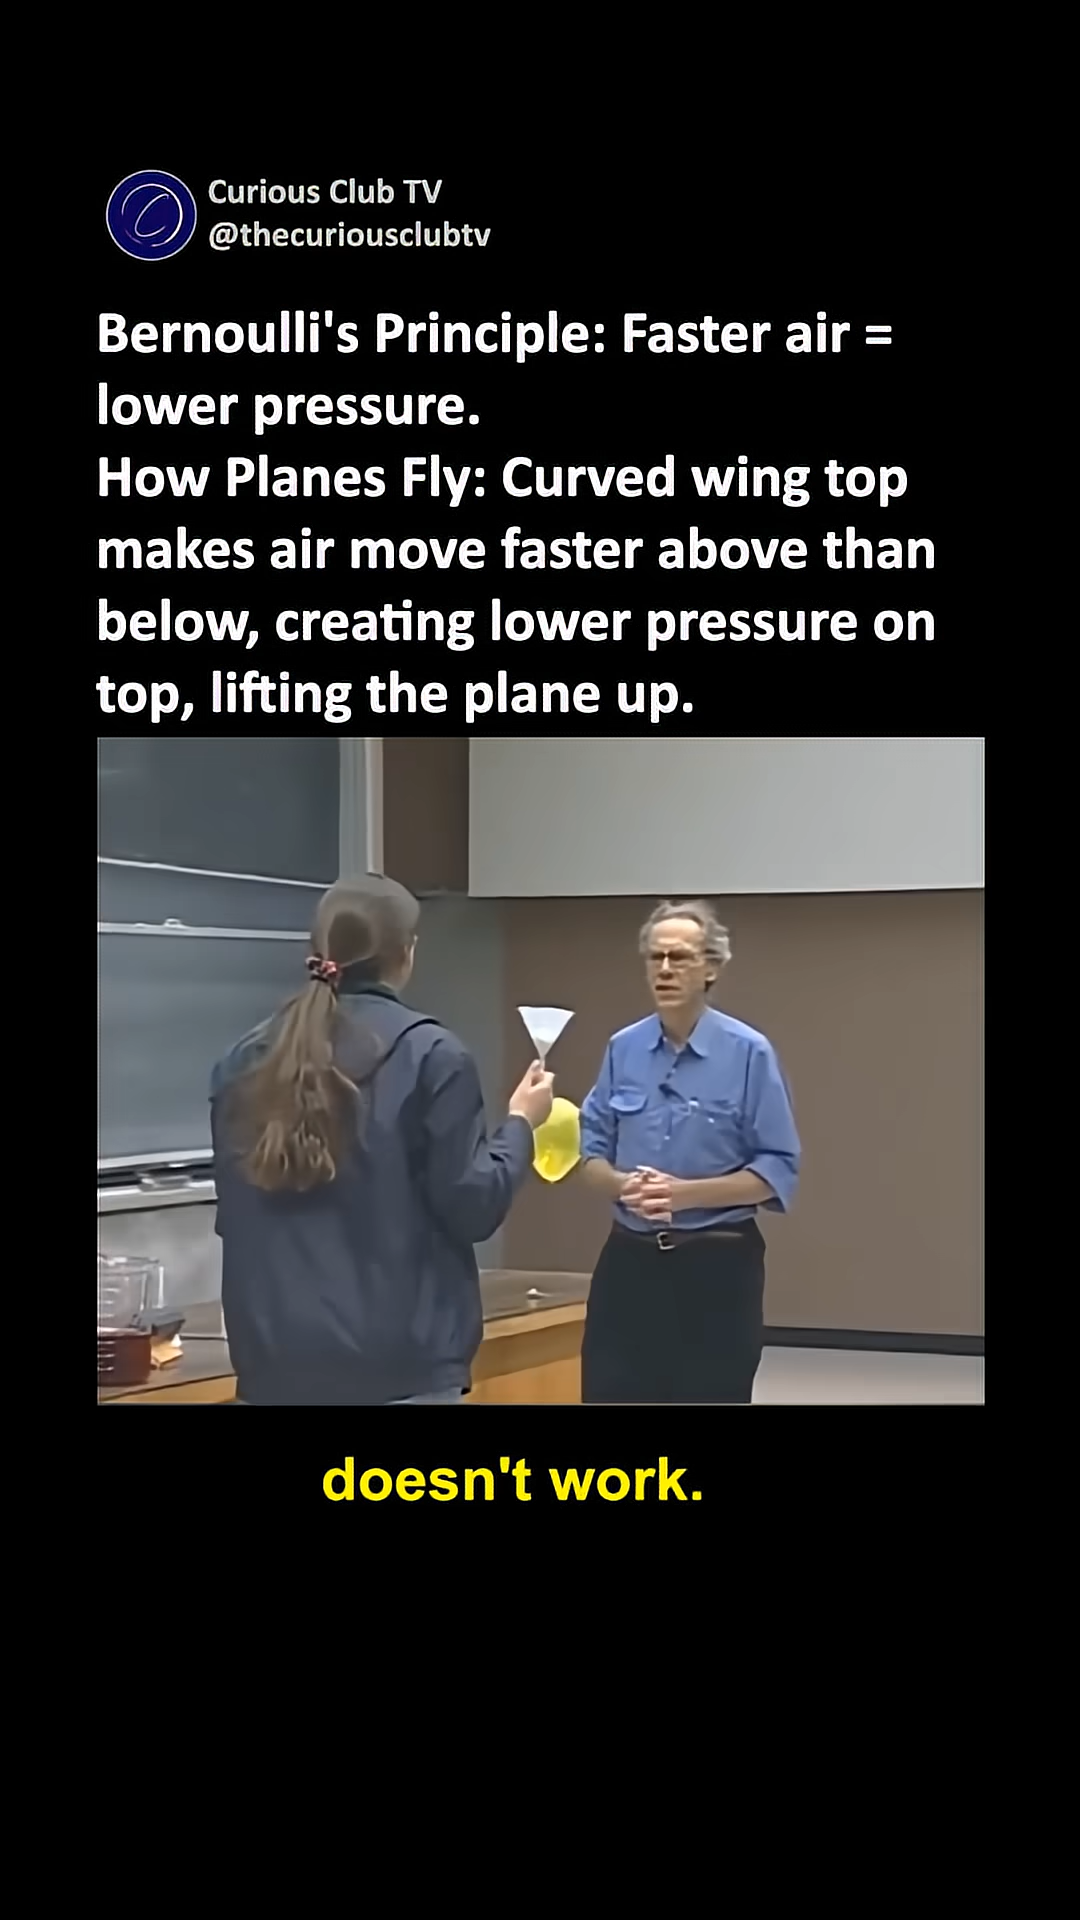 Curious Club TV
@thecuriousclubtv
Bernoulli's Principle: Faster air =
lower pressure.
How Planes Fly: Curved wing top
makes air move faster above than
below, creating lower pressure on
top, lifting the plane up.
doesn't work.